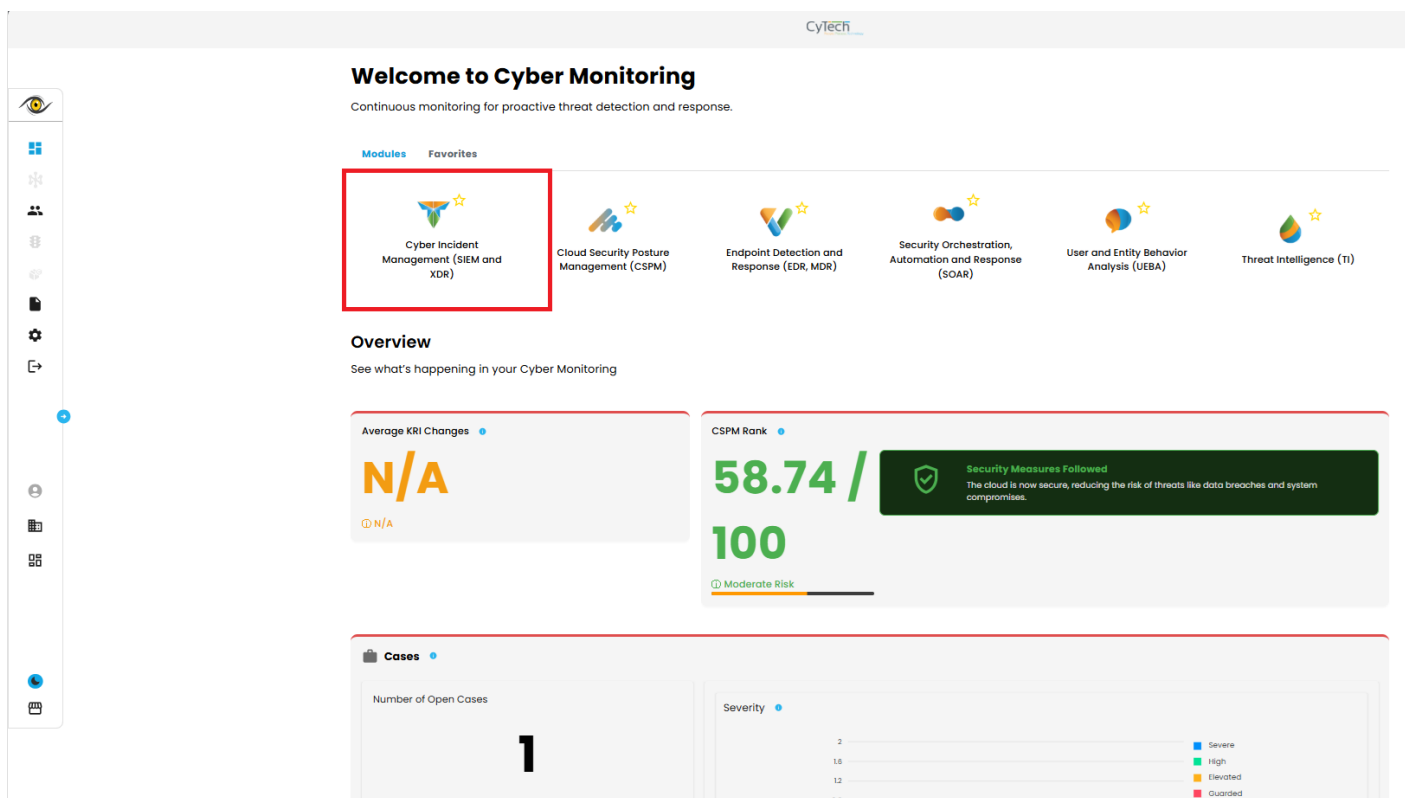 CyTech
Welcome to Cyber Monitoring
Continuous monitoring for proactive threat detection and response.
Modules
Favorites
Cyber Incident
Management (SIEM and
XDR)
Cloud Security Posture
Management (CSPM)
Endpoint Detection and
Response (EDR, MDR)
Security Orchestration,
Automation and Response
(SOAR)
User and Entity Behavior
Analysis (UEBA)
Threat Intelligence (TI)
Overview
See what's happening in your Cyber Monitoring
Average KRI Changes
N/A
N/A
CSPM Rank
58.74 /
100
Moderate Risk
Security Measures Followed
The cloud is now secure, reducing the risk of threats like data breaches and system
compromises.
Cases
Number of Open Cases
1
Severity
2
1.6
1.2
Severe
High
Elevated
Guarded